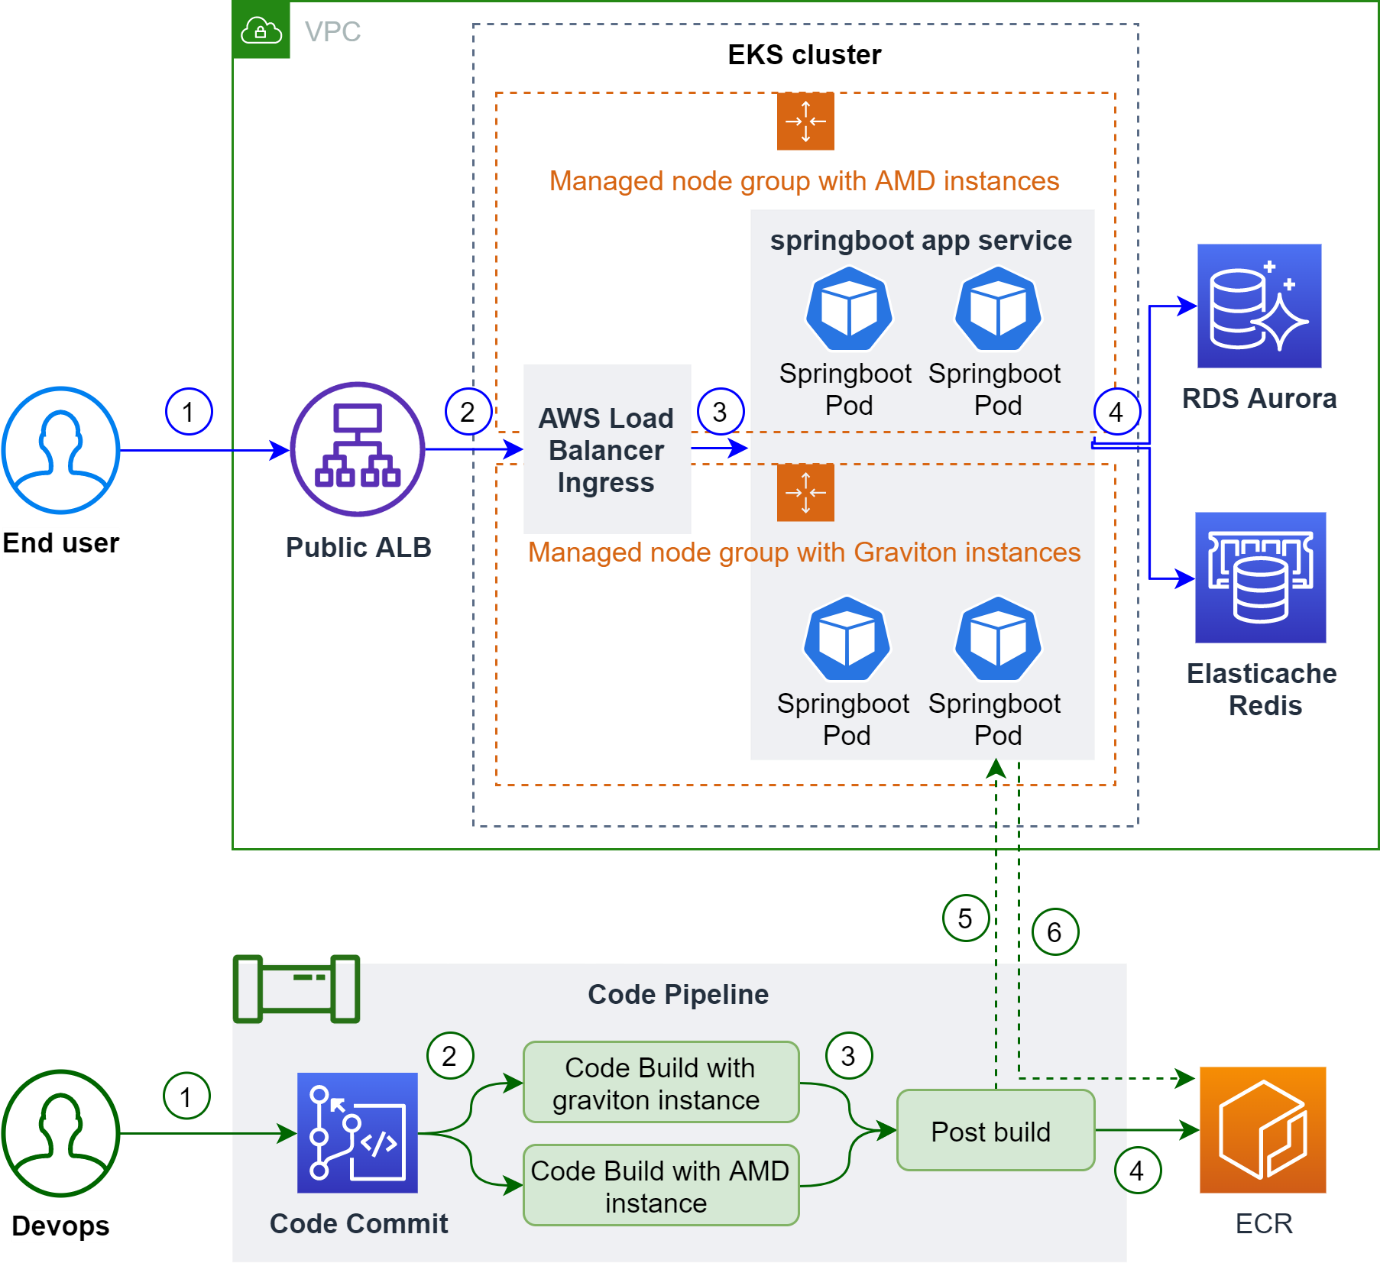 VPC
EKS cluster
Managed node group with AMD instances
springboot app service
Springboot
Pod
Springboot
Pod
1
2
3
4
AWS Load
Balancer
Ingress
RDS Aurora
End user
Public ALB
Managed node group with Graviton instances
Springboot
Pod
Springboot
Pod
Elasticache
Redis
5
6
Code Pipeline
1
2
3
4
Code Build with
graviton instance
Code Build with AMD
instance
Post build
Devops
Code Commit
</>
ECR